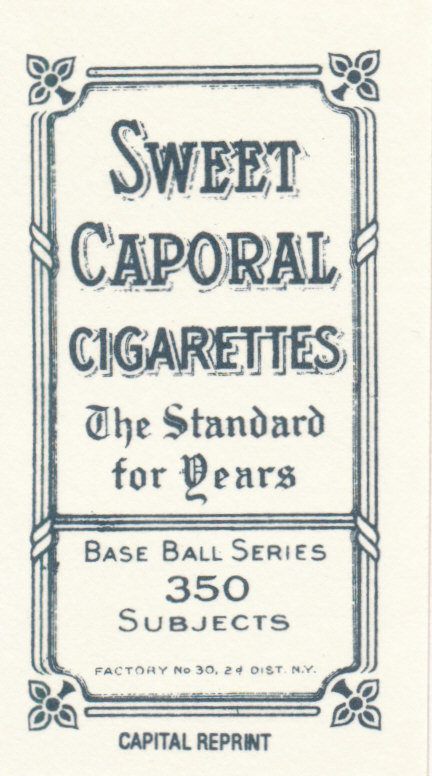 SWEET
CAPORAL
CIGARETTES
The Standard
for Years
BASE BALL SERIES
350
SUBJECTS
FACTORY No 30, 2d DIST. N.Y.
CAPITAL REPRINT